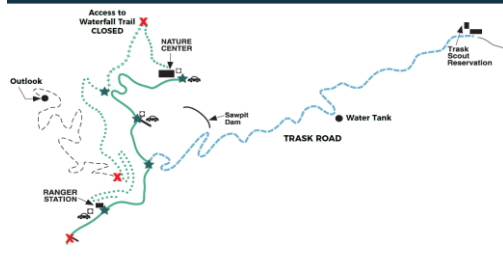 Access to
Waterfall Trail
CLOSED
NATURE
CENTER
Trask
Scout
Reservation
Outlook
Sawpit
Dam
Water Tank
TRASK ROAD
RANGER
STATION